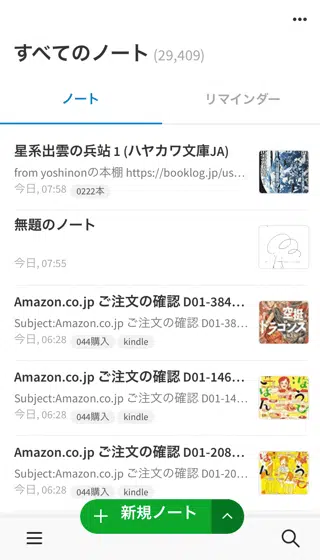 すべてのノート (29,409)
ノート リマインダー
星系出雲の兵站 1 (ハヤカワ文庫JA)
from yoshinonの本棚 https://booklog.jp/us...
今日, 07:58 0222本
無題のノート
今日, 07:55
Amazon.co.jp ご注文の確認 D01-384...
Subject:Amazon.co.jp ご注文の確認 D01-38...
今日, 06:28 044購入 kindle
空挺
ドラゴンズ
Amazon.co.jp ご注文の確認 D01-146...
Subject:Amazon.co.jp ご注文の確認 D01-14...
今日, 06:28 044購入 kindle
Amazon.co.jp ご注文の確認 D01-208...
Subject:Amazon.co.jp ご注文の確認 D01-20...
今日, 06:28 044購入 kindle
新規ノート